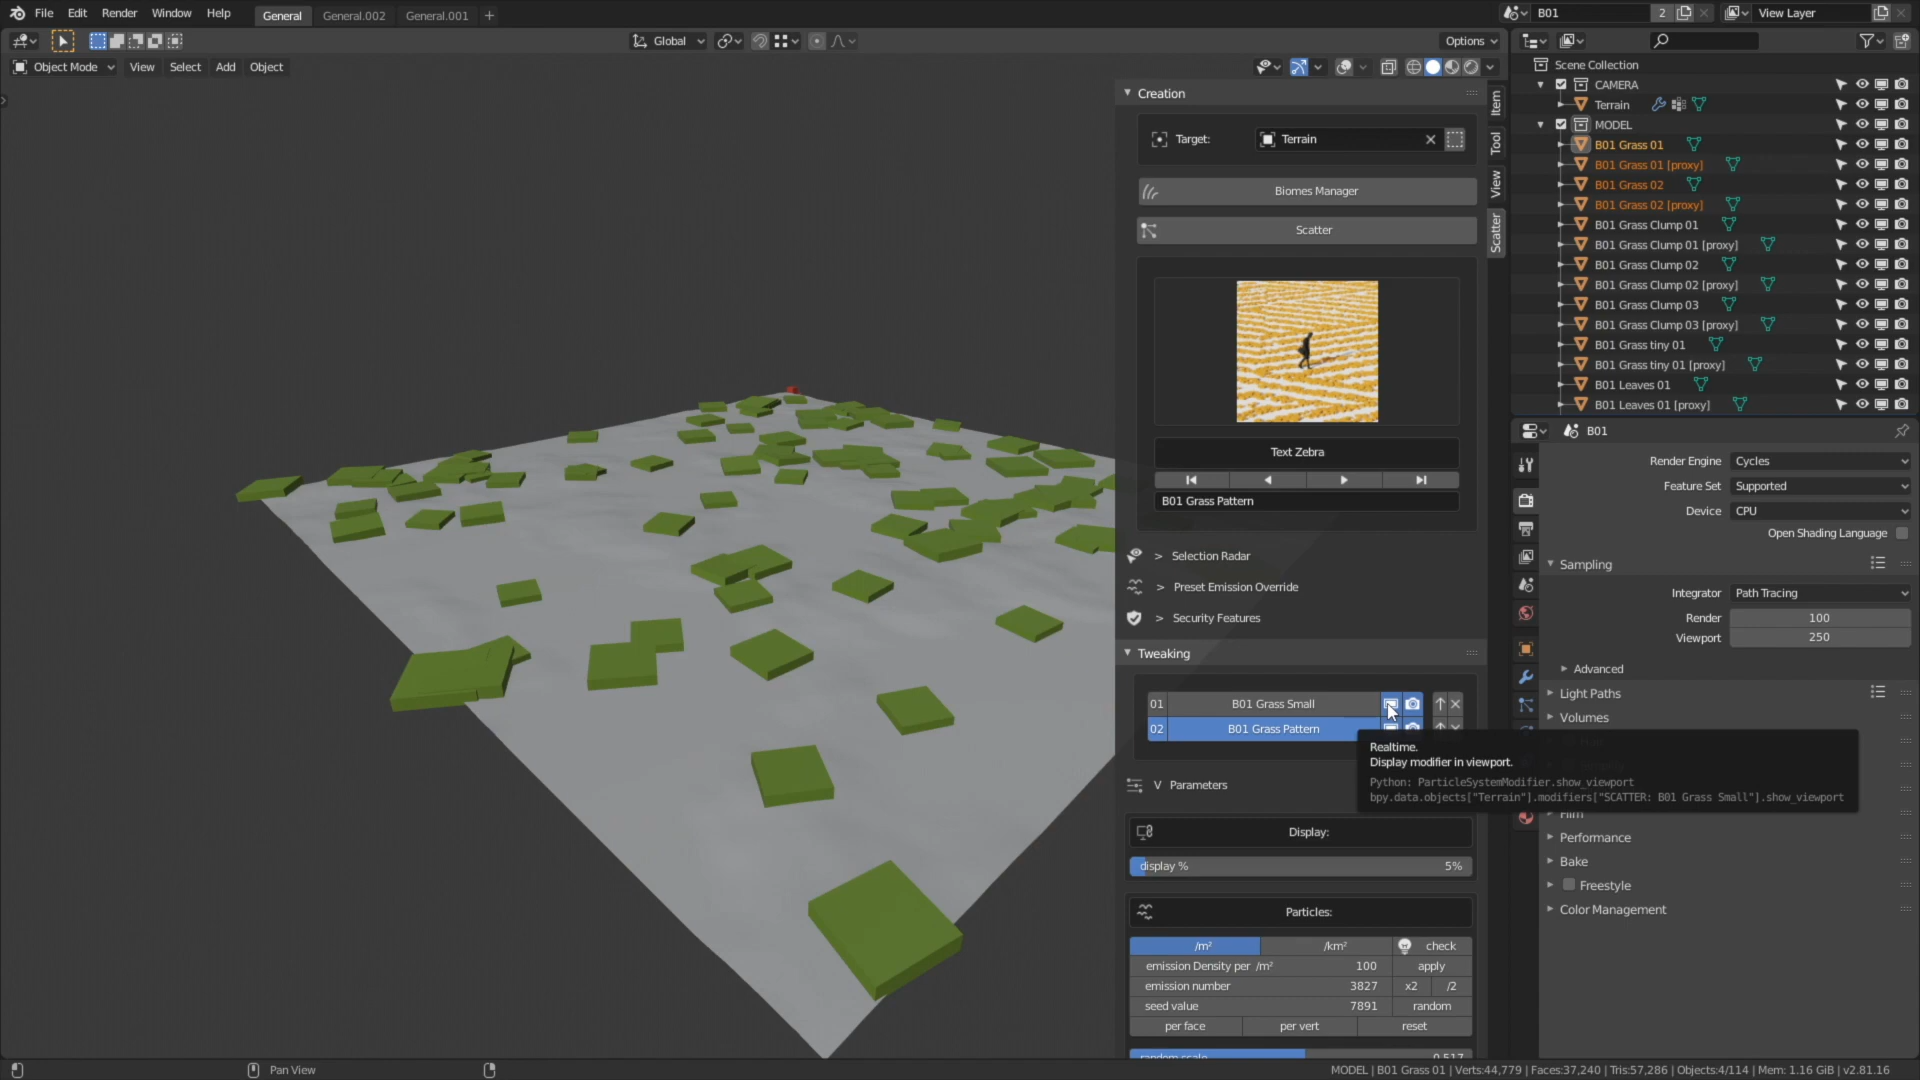 File Edit Render Window Help General General.002 General.001 +
B01 2 View Layer
Global Options
Object Mode View Select Add Object
Creation
Target: Terrain
Biomes Manager
Scatter
Text Zebra
B01 Grass Pattern
> Selection Radar
> Preset Emission Override
> Security Features
Tweaking
01 B01 Grass Small
02 B01 Grass Pattern
Realtime.
Display modifier in viewport.
Python: ParticleSystemModifier.show_viewport
bpy.data.objects["Terrain"].modifiers["SCATTER: B01 Grass Small"].show_viewport
V Parameters
Display:
display % 5%
Particles:
/m² /km² check
emission Density per /m² 100 apply
emission number 3827 x2 /2
seed value 7891 random
per face per vert reset
random scale 0.517
Item
Tool
View
Scatter
Scene Collection
CAMERA
Terrain
MODEL
B01 Grass 01
B01 Grass 01 [proxy]
B01 Grass 02
B01 Grass 02 [proxy]
B01 Grass Clump 01
B01 Grass Clump 01 [proxy]
B01 Grass Clump 02
B01 Grass Clump 02 [proxy]
B01 Grass Clump 03
B01 Grass Clump 03 [proxy]
B01 Grass tiny 01
B01 Grass tiny 01 [proxy]
B01 Leaves 01
B01 Leaves 01 [proxy]
B01
Render Engine Cycles
Feature Set Supported
Device CPU
Open Shading Language
Sampling
Integrator Path Tracing
Render 100
Viewport 250
Advanced
Light Paths
Volumes
Film
Performance
Bake
Freestyle
Color Management
Pan View
MODEL | B01 Grass 01 | Verts:44,779 | Faces:37,240 | Tris:57,286 | Objects:4/114 | Mem: 1.16 GiB | v2.81.16